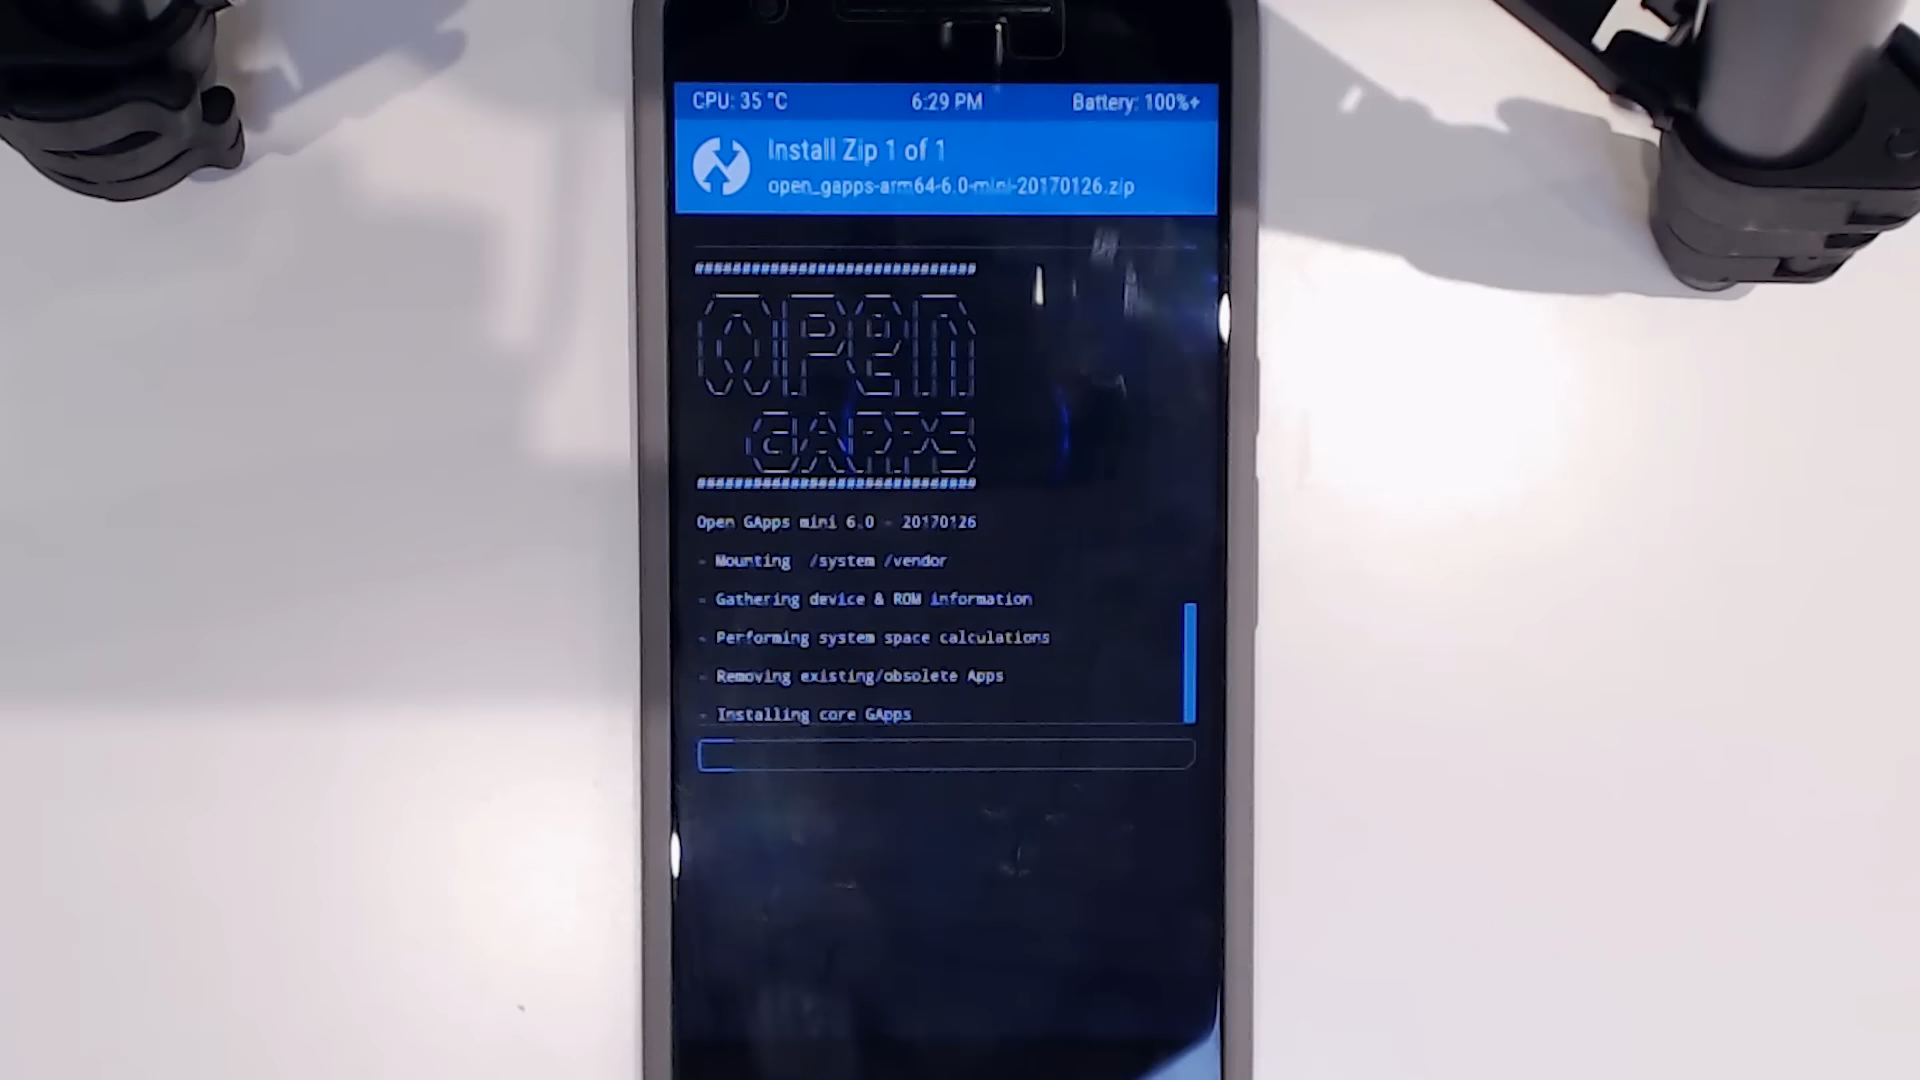 CPU: 35 °C 6:29 PM Battery: 100%+
Install Zip 1 of 1
open_gapps-arm64-6.0-mini-20170126.zip
##############################
OPEN
GAPPS
##############################
Open GApps mini 6.0 - 20170126
- Mounting /system /vendor
- Gathering device & ROM information
- Performing system space calculations
- Removing existing/obsolete Apps
- Installing core GApps